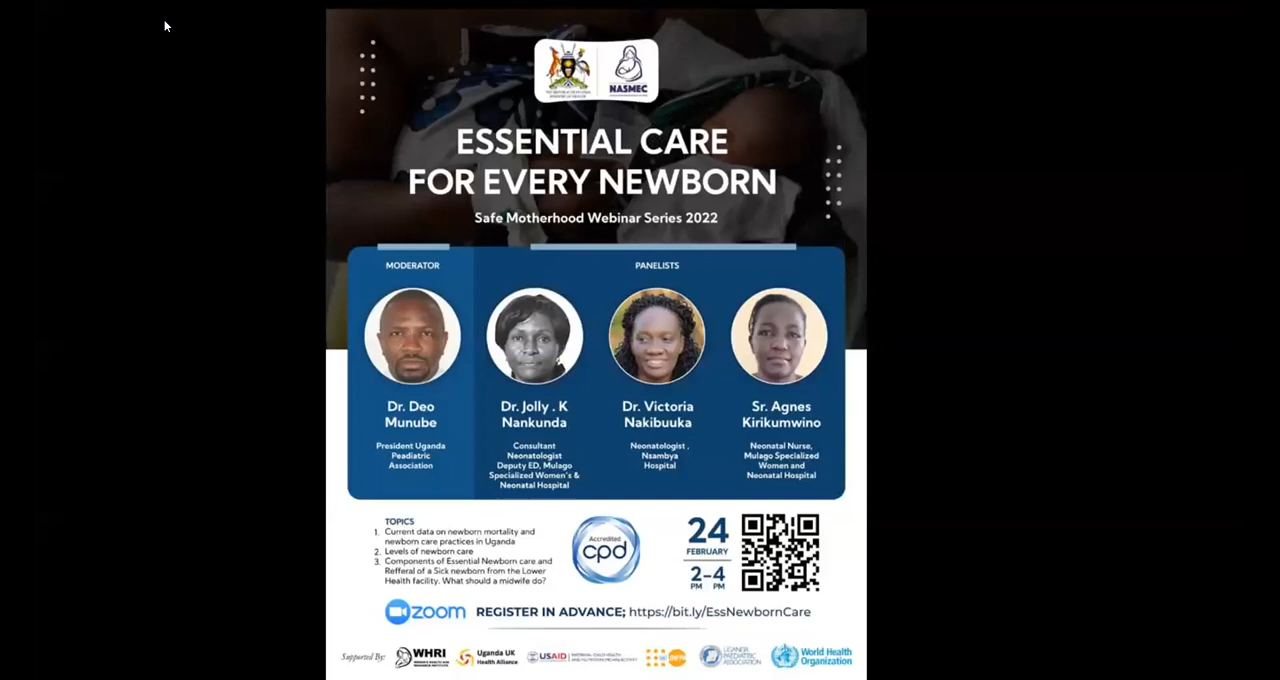 NASMEC
ESSENTIAL CARE
FOR EVERY NEWBORN
Safe Motherhood Webinar Series 2022
MODERATOR
PANELISTS
Dr. Deo
Munube
President Uganda
Peadiatric
Association
Dr. Jolly . K
Nankunda
Consultant
Neonatologist
Deputy ED, Mulago
Specialized Women's &
Neonatal Hospital
Dr. Victoria
Nakibuuka
Neonatologist ,
Nsambya
Hospital
Sr. Agnes
Kirikumwino
Neonatal Nurse,
Mulago Specialized
Women and
Neonatal Hospital
TOPICS
1. Current data on newborn mortality and
newborn care practices in Uganda
2. Levels of newborn care
3. Components of Essential Newborn care and
Refferal of a Sick newborn from the Lower
Health facility. What should a midwife do?
Accredited
cpd
24
FEBRUARY
2-4
PM PM
zoom REGISTER IN ADVANCE; https://bit.ly/EssNewbornCare
Supported By:
WHRI
Uganda UK
Health Alliance
USAID
UGANDA
PAEDIATRIC
ASSOCIATION
World Health
Organization